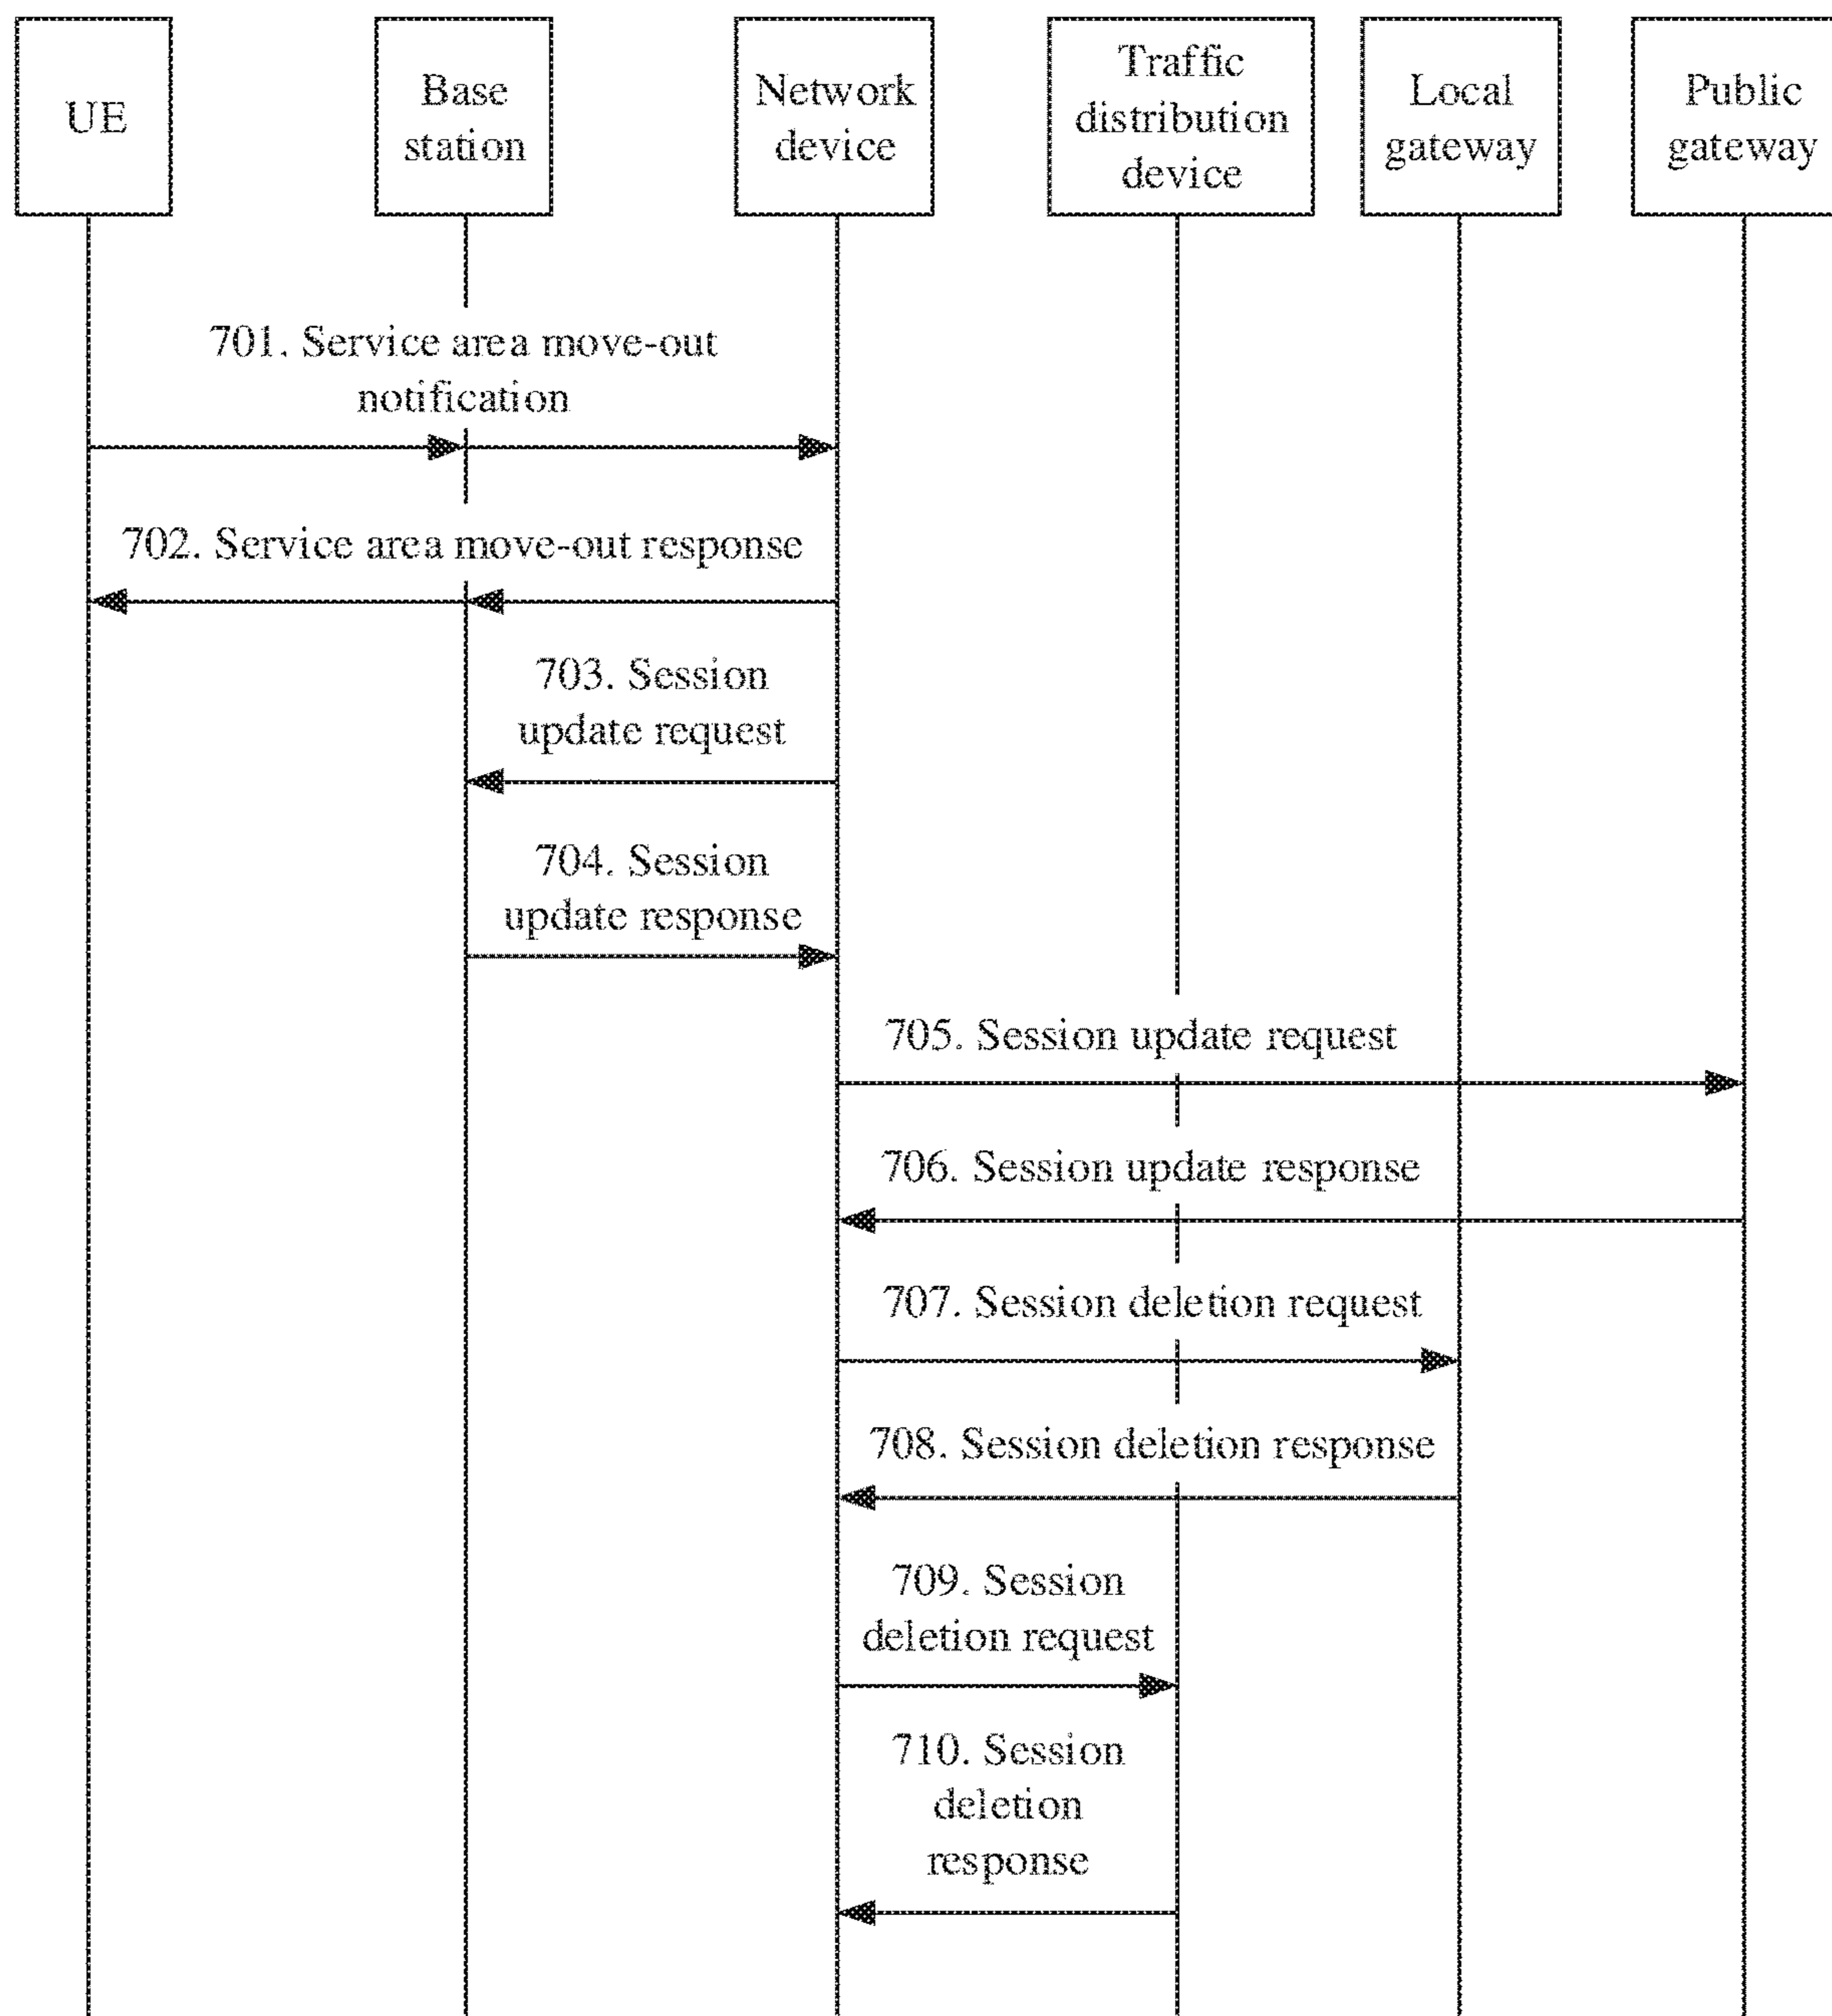 UE
Base
station
Network
device
Traffic
distribution
device
Local
gateway
Public
gateway
701. Service area move-out
notification
702. Service area move-out response
703. Session
update request
704. Session
update response
705. Session update request
706. Session update response
707. Session deletion request
708. Session deletion response
709. Session
deletion request
710. Session
deletion
response